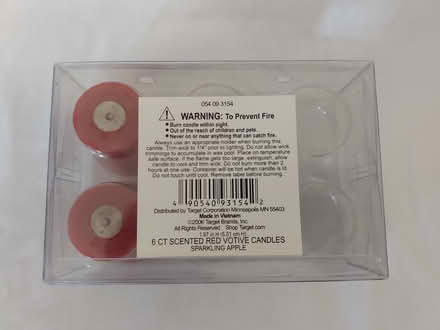 054 09 3154
WARNING: To Prevent Fire
• Burn candle within sight.
• Out of the reach of children and pets.
• Never on or near anything that can catch fire.
Always use an appropriate holder when burning this
candle. Trim wick to 1/4" prior to lighting. Do not allow wick
trimmings to accumulate in wax pool. Place on temperature
safe surface. If the flame gets too large, extinguish, allow
candle to cool and trim wick. Do not burn more than 2
hours at one use. Container will be hot when candle is lit.
Do not touch until cool. Remove label before burning.
4 90540 93154 2
Distributed by Target Corporation Minneapolis MN 55403
Made in Vietnam
©2006 Target Brands, Inc.
All Rights Reserved Shop Target.com
1.97 in H (5.01 cm H)
6 CT SCENTED RED VOTIVE CANDLES
SPARKLING APPLE